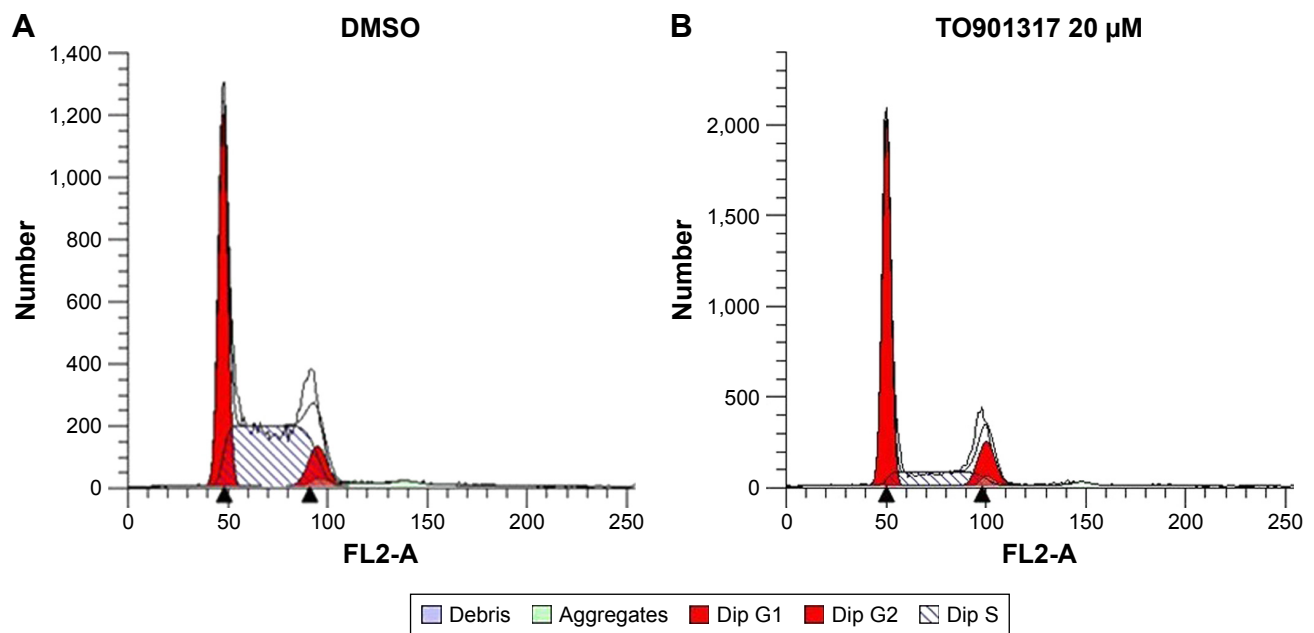 A
DMSO
1,400
1,200
1,000
800
600
400
200
0
Number
0 50 100 150 200 250
FL2-A
B
TO901317 20 µM
2,000
1,500
1,000
500
0
Number
0 50 100 150 200 250
FL2-A
Debris Aggregates Dip G1 Dip G2 Dip S